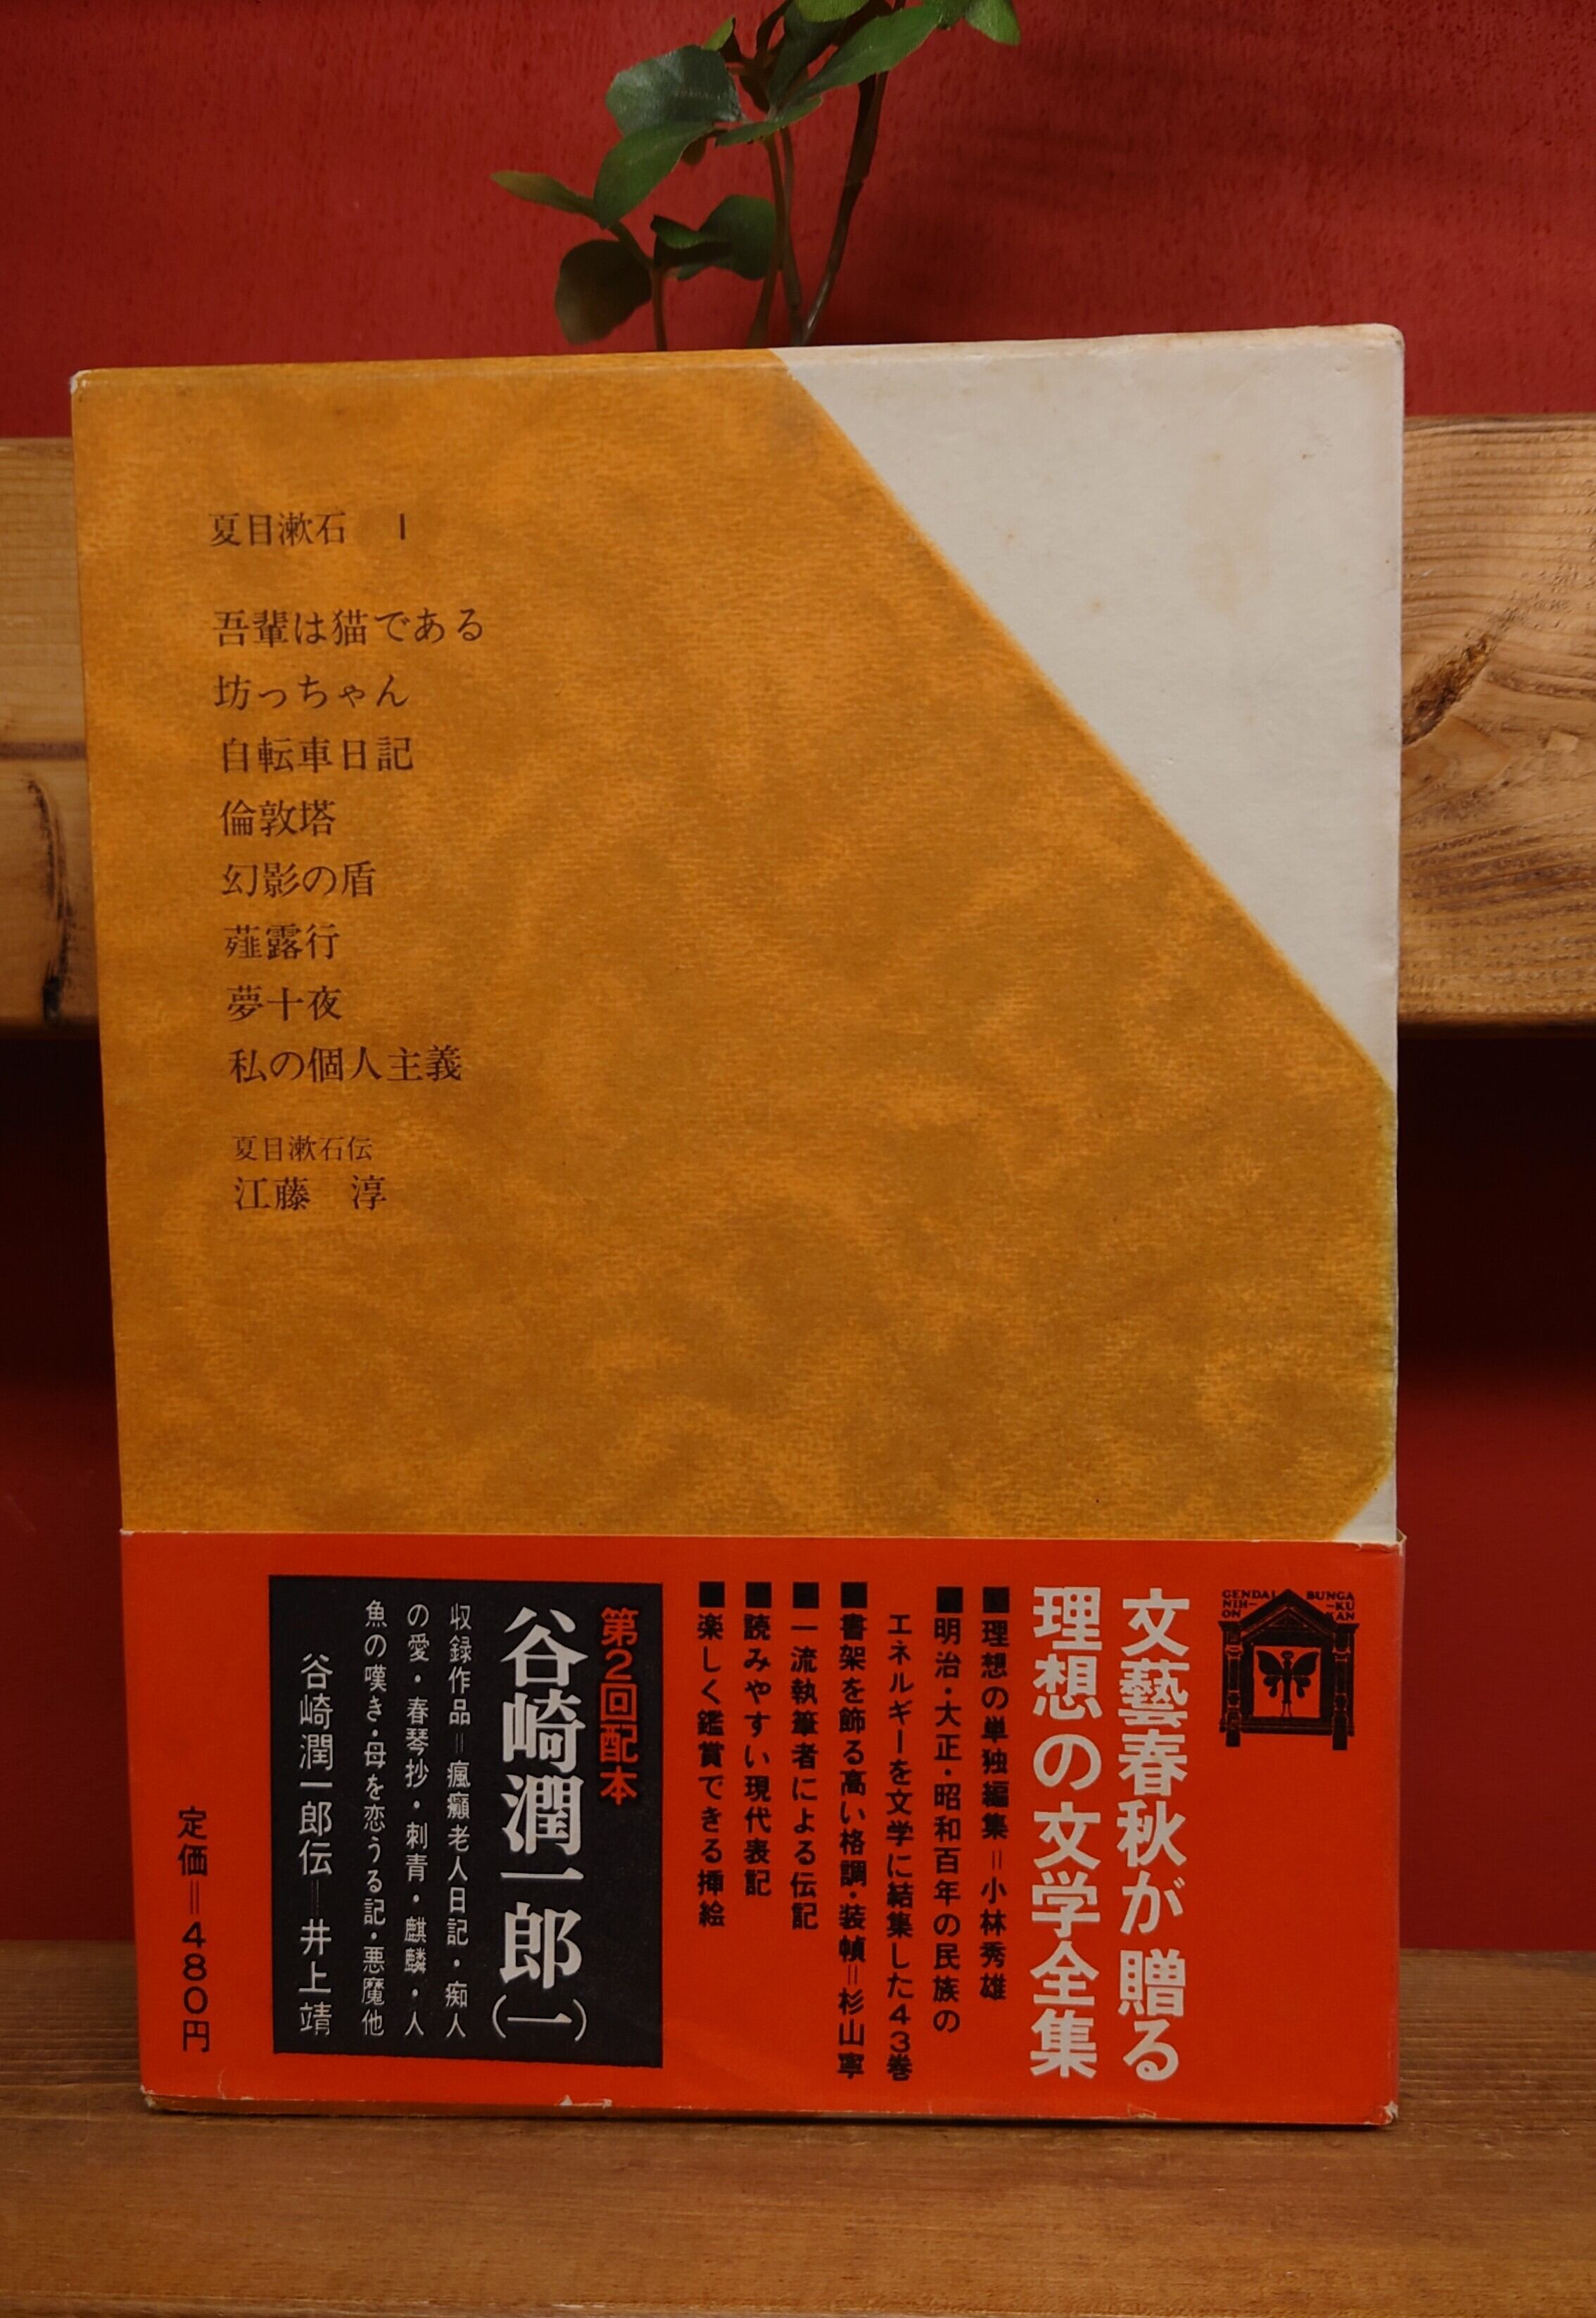 夏目漱石 I
吾輩は猫である
坊っちゃん
自転車日記
倫敦塔
幻影の盾
薤露行
夢十夜
私の個人主義
夏目漱石伝
江藤 淳
GENDAI BUNGA
NIH- -KU
ON KAN
文藝春秋が贈る
理想の文学全集
■理想の単独編集=小林秀雄
■明治・大正・昭和百年の民族の
エネルギーを文学に結集した43巻
■書架を飾る高い格調・装幀=杉山寧
■一流執筆者による伝記
■読みやすい現代表記
■楽しく鑑賞できる挿絵
第2回配本
谷崎潤一郎(一)
収録作品=瘋癲老人日記・痴人
の愛・春琴抄・刺青・麒麟・人
魚の嘆き・母を恋うる記・悪魔他
谷崎潤一郎伝=井上靖
定価=480円